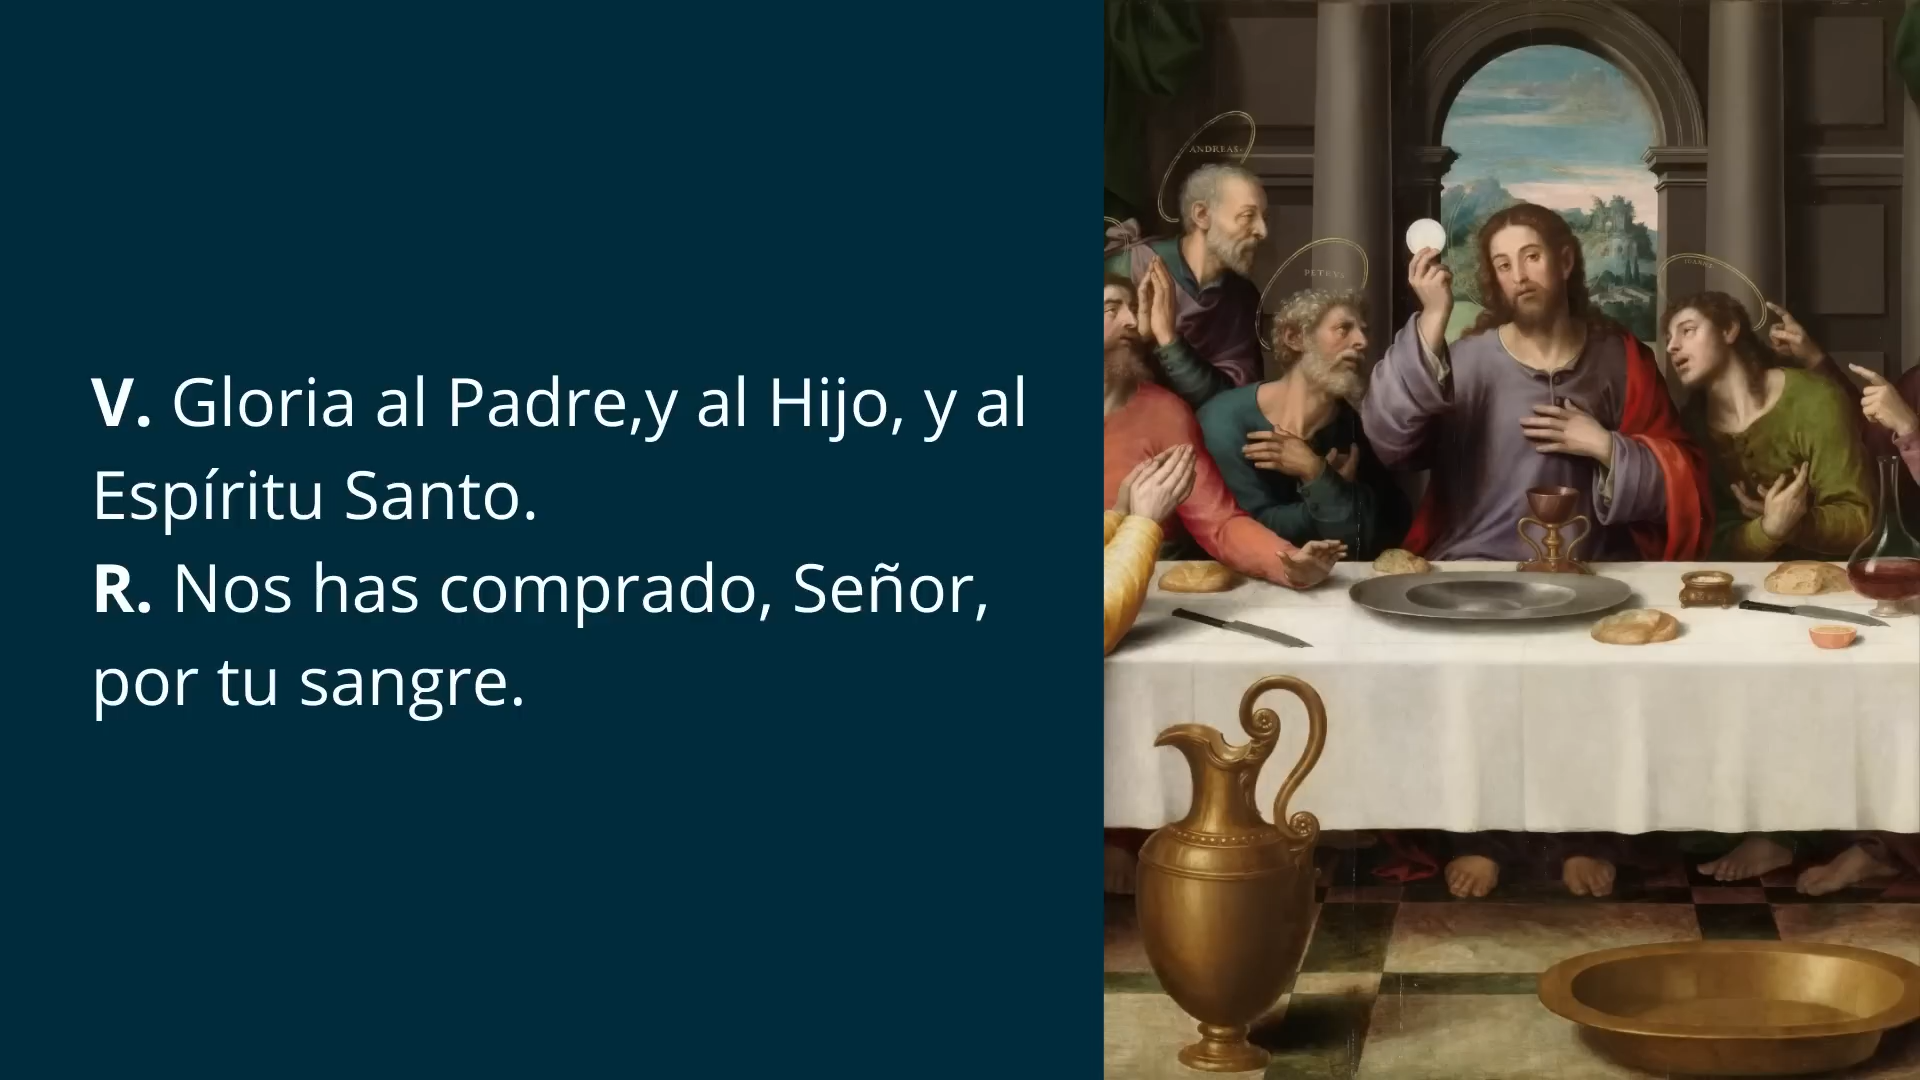 V. Gloria al Padre,y al Hijo, y al
Espíritu Santo.
R. Nos has comprado, Señor,
por tu sangre.
ANDREAS·
PETRVS